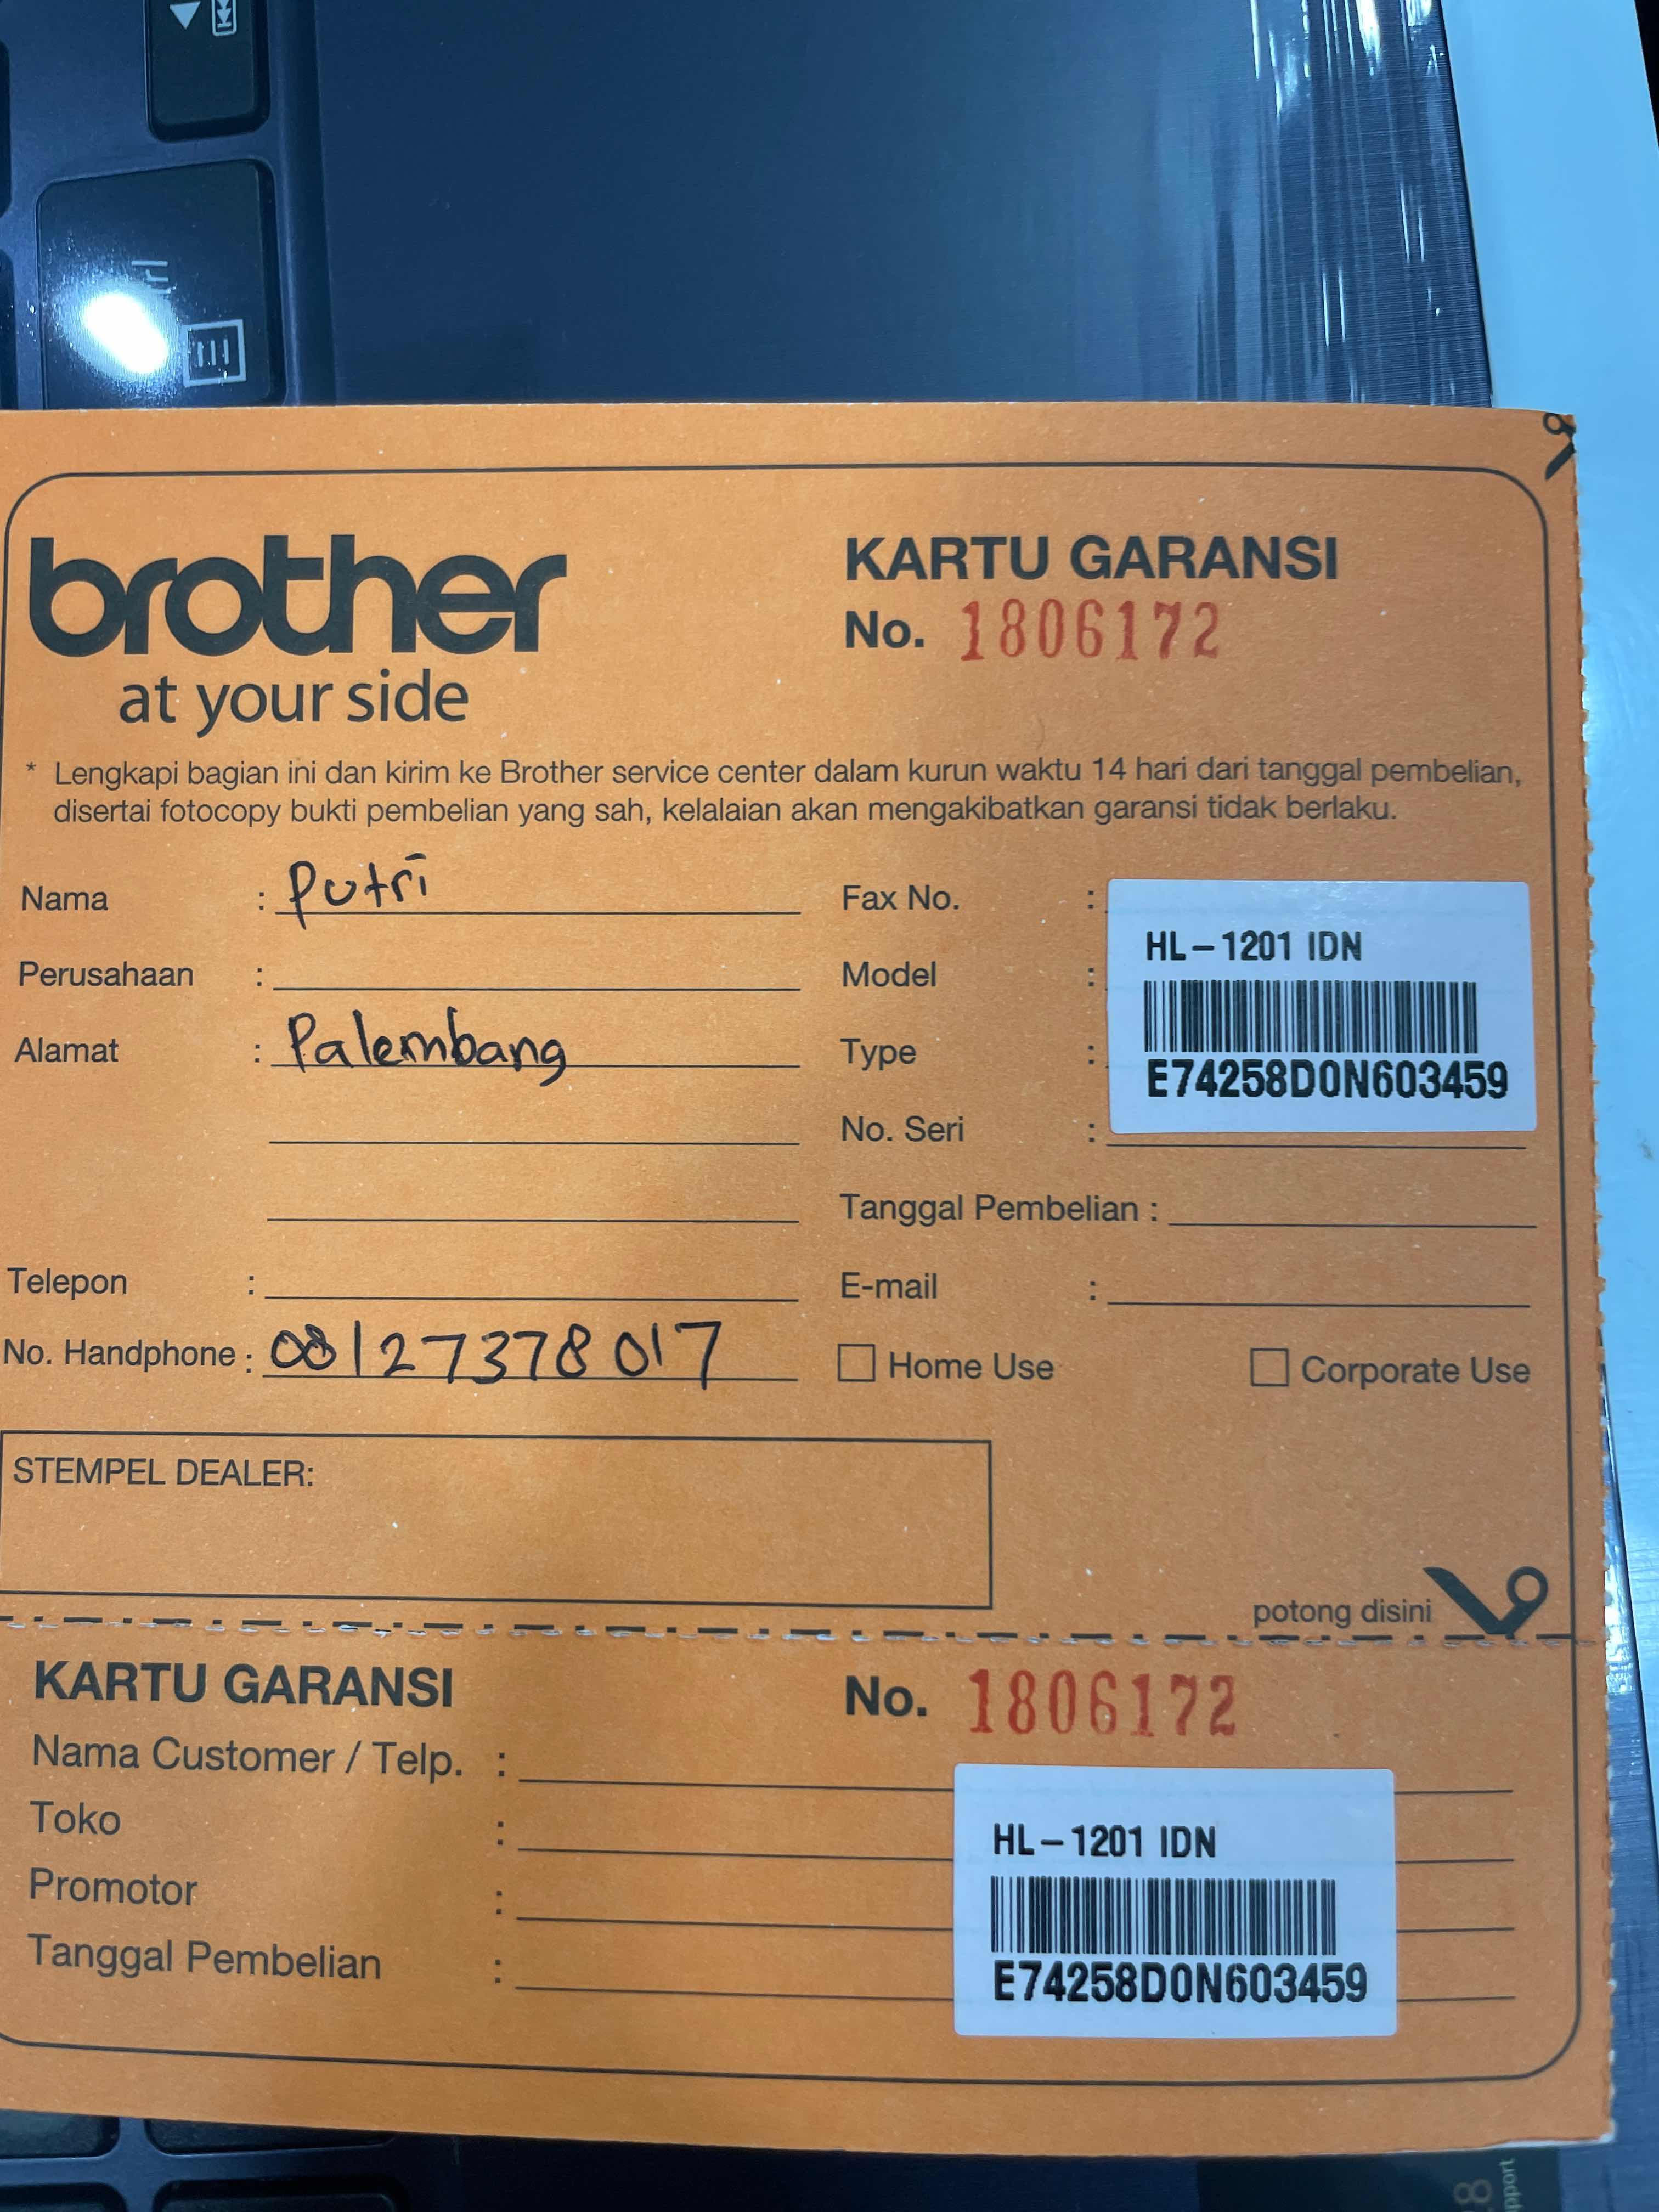 brother
at your side
KARTU GARANSI
No. 1806172
* Lengkapi bagian ini dan kirim ke Brother service center dalam kurun waktu 14 hari dari tanggal pembelian,
disertai fotocopy bukti pembelian yang sah, kelalaian akan mengakibatkan garansi tidak berlaku.
Nama : Putri
Perusahaan :
Alamat : Palembang
Telepon :
No. Handphone : 08127378017
Fax No. :
Model :
Type :
No. Seri :
HL-1201 IDN
E74258D0N603459
Tanggal Pembelian :
E-mail :
Home Use
Corporate Use
STEMPEL DEALER:
potong disini
KARTU GARANSI
No. 1806172
Nama Customer / Telp. :
Toko :
Promotor :
Tanggal Pembelian :
HL-1201 IDN
E74258D0N603459